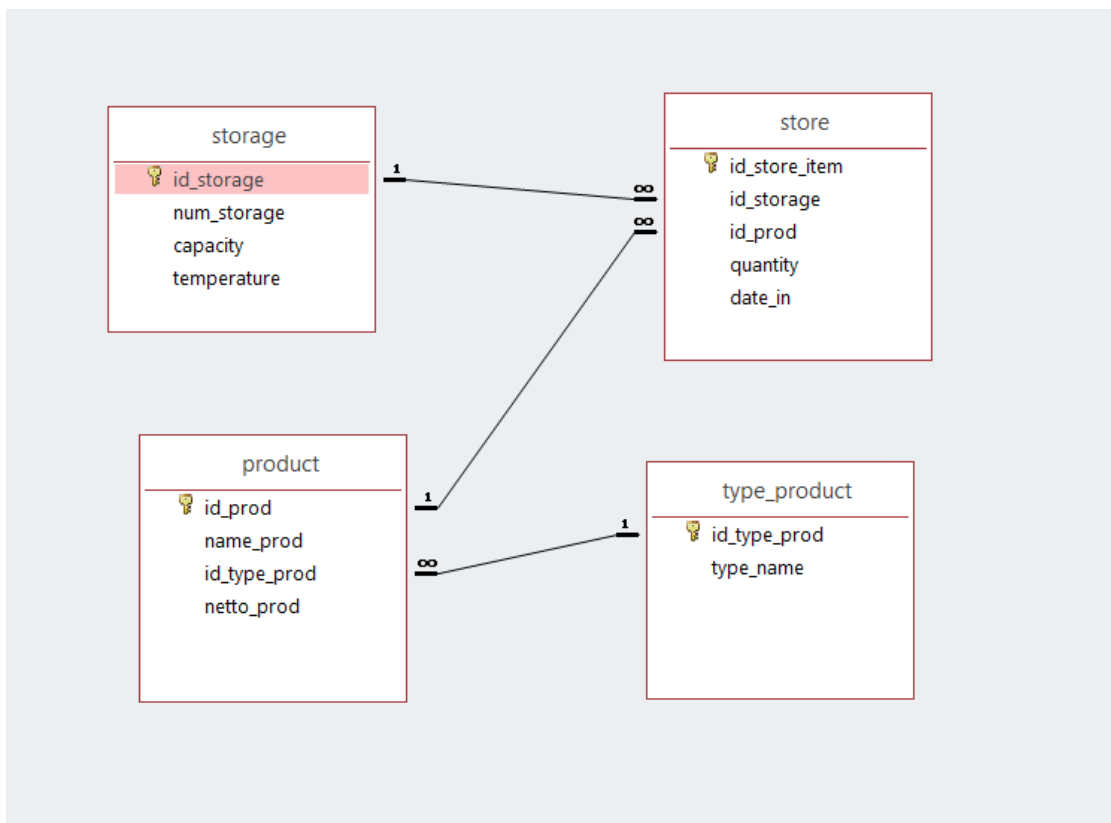 storage
id_storage
num_storage
capacity
temperature
store
id_store_item
id_storage
id_prod
quantity
date_in
1
∞
∞
product
id_prod
name_prod
id_type_prod
netto_prod
1
∞
1
type_product
id_type_prod
type_name